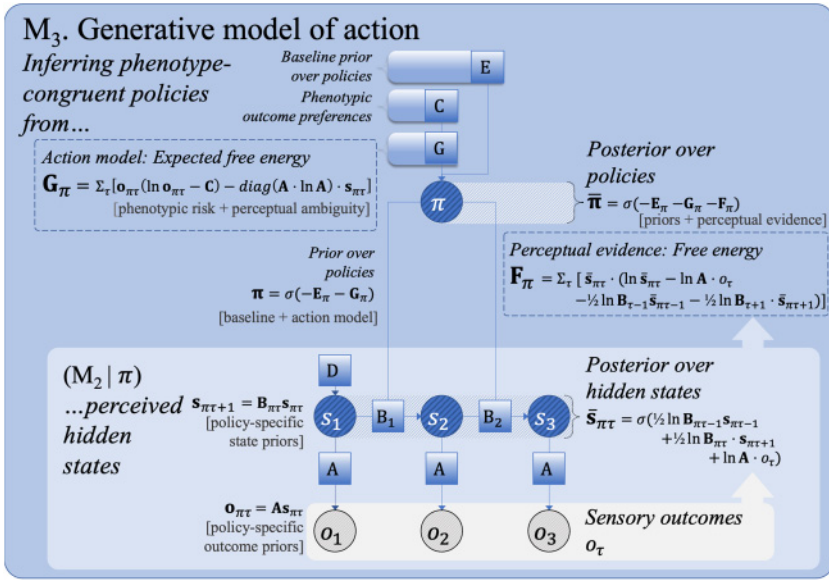 M₃. Generative model of action
Inferring phenotype-
congruent policies
from...
Baseline prior
over policies
E
Phenotypic
outcome preferences
C
G
Action model: Expected free energy
𝐆π = Στ[𝐨πτ(ln 𝐨πτ − 𝐂) − diag(𝐀 · ln 𝐀) · 𝐬πτ]
[phenotypic risk + perceptual ambiguity]
π
Posterior over
policies
π̄ = σ(−𝐄π − 𝐆π − 𝐅π)
[priors + perceptual evidence]
Prior over
policies
π = σ(−𝐄π − 𝐆π)
[baseline + action model]
Perceptual evidence: Free energy
𝐅π = Στ [ s̄πτ · (ln s̄πτ − ln 𝐀 · oτ
−½ ln 𝐁τ−1s̄πτ−1 − ½ ln 𝐁τ+1 · s̄πτ+1)]
(M₂ | π)
...perceived
hidden
states
D
𝐬πτ+1 = 𝐁πτ𝐬πτ
[policy-specific
state priors]
s₁ B₁ s₂ B₂ s₃
Posterior over
hidden states
s̄πτ = σ(½ ln 𝐁πτ−1𝐬πτ−1
+½ ln 𝐁πτ · 𝐬πτ+1
+ ln 𝐀 · oτ)
A A A
𝐨πτ = 𝐀𝐬πτ
[policy-specific
outcome priors]
o₁ o₂ o₃
Sensory outcomes
oτ